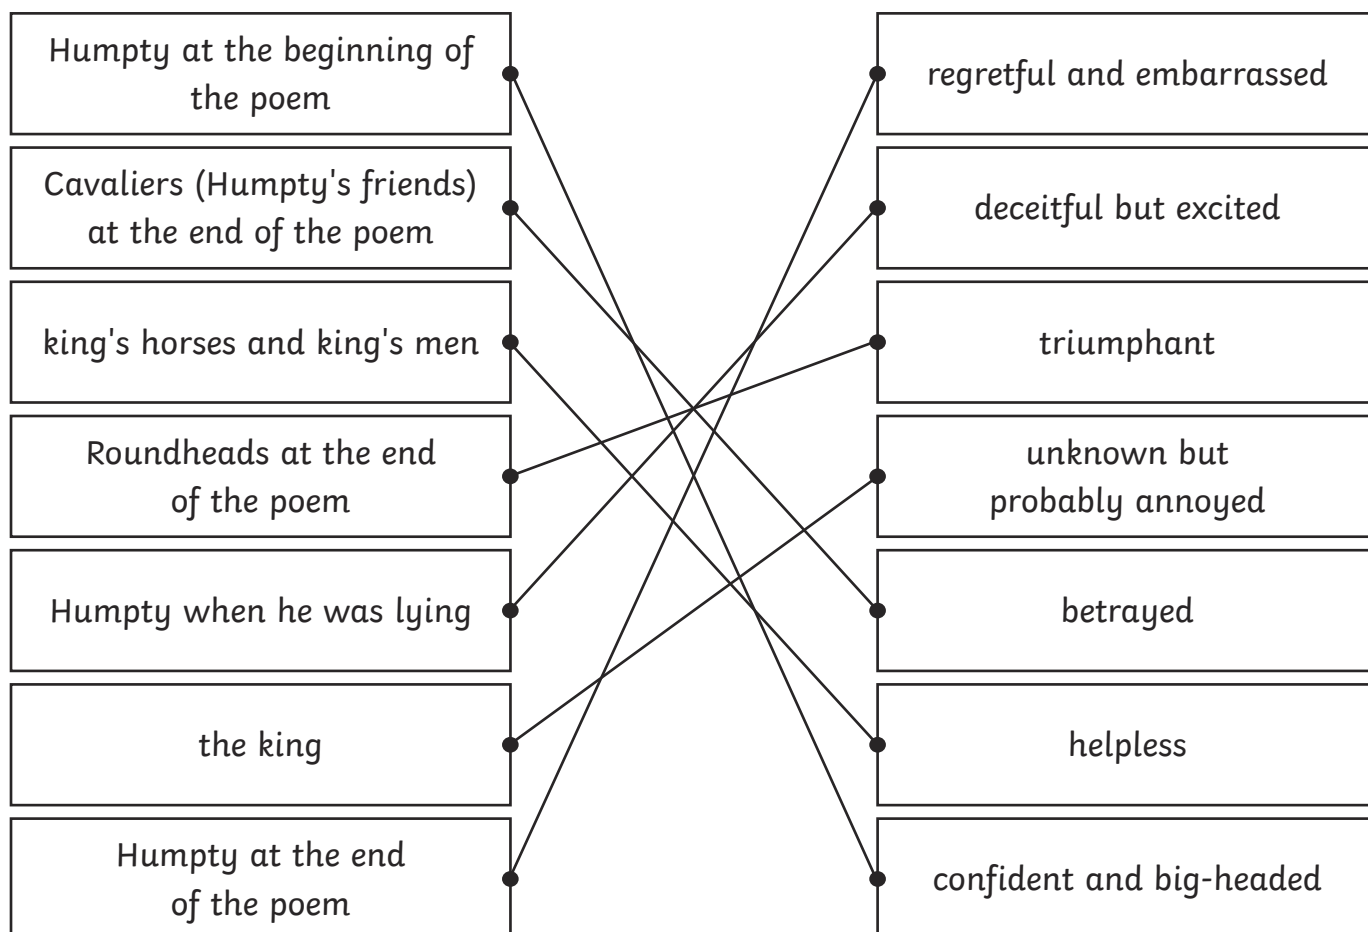 Humpty at the beginning of
the poem
regretful and embarrassed
Cavaliers (Humpty's friends)
at the end of the poem
deceitful but excited
king's horses and king's men
triumphant
Roundheads at the end
of the poem
unknown but
probably annoyed
Humpty when he was lying
betrayed
the king
helpless
Humpty at the end
of the poem
confident and big-headed